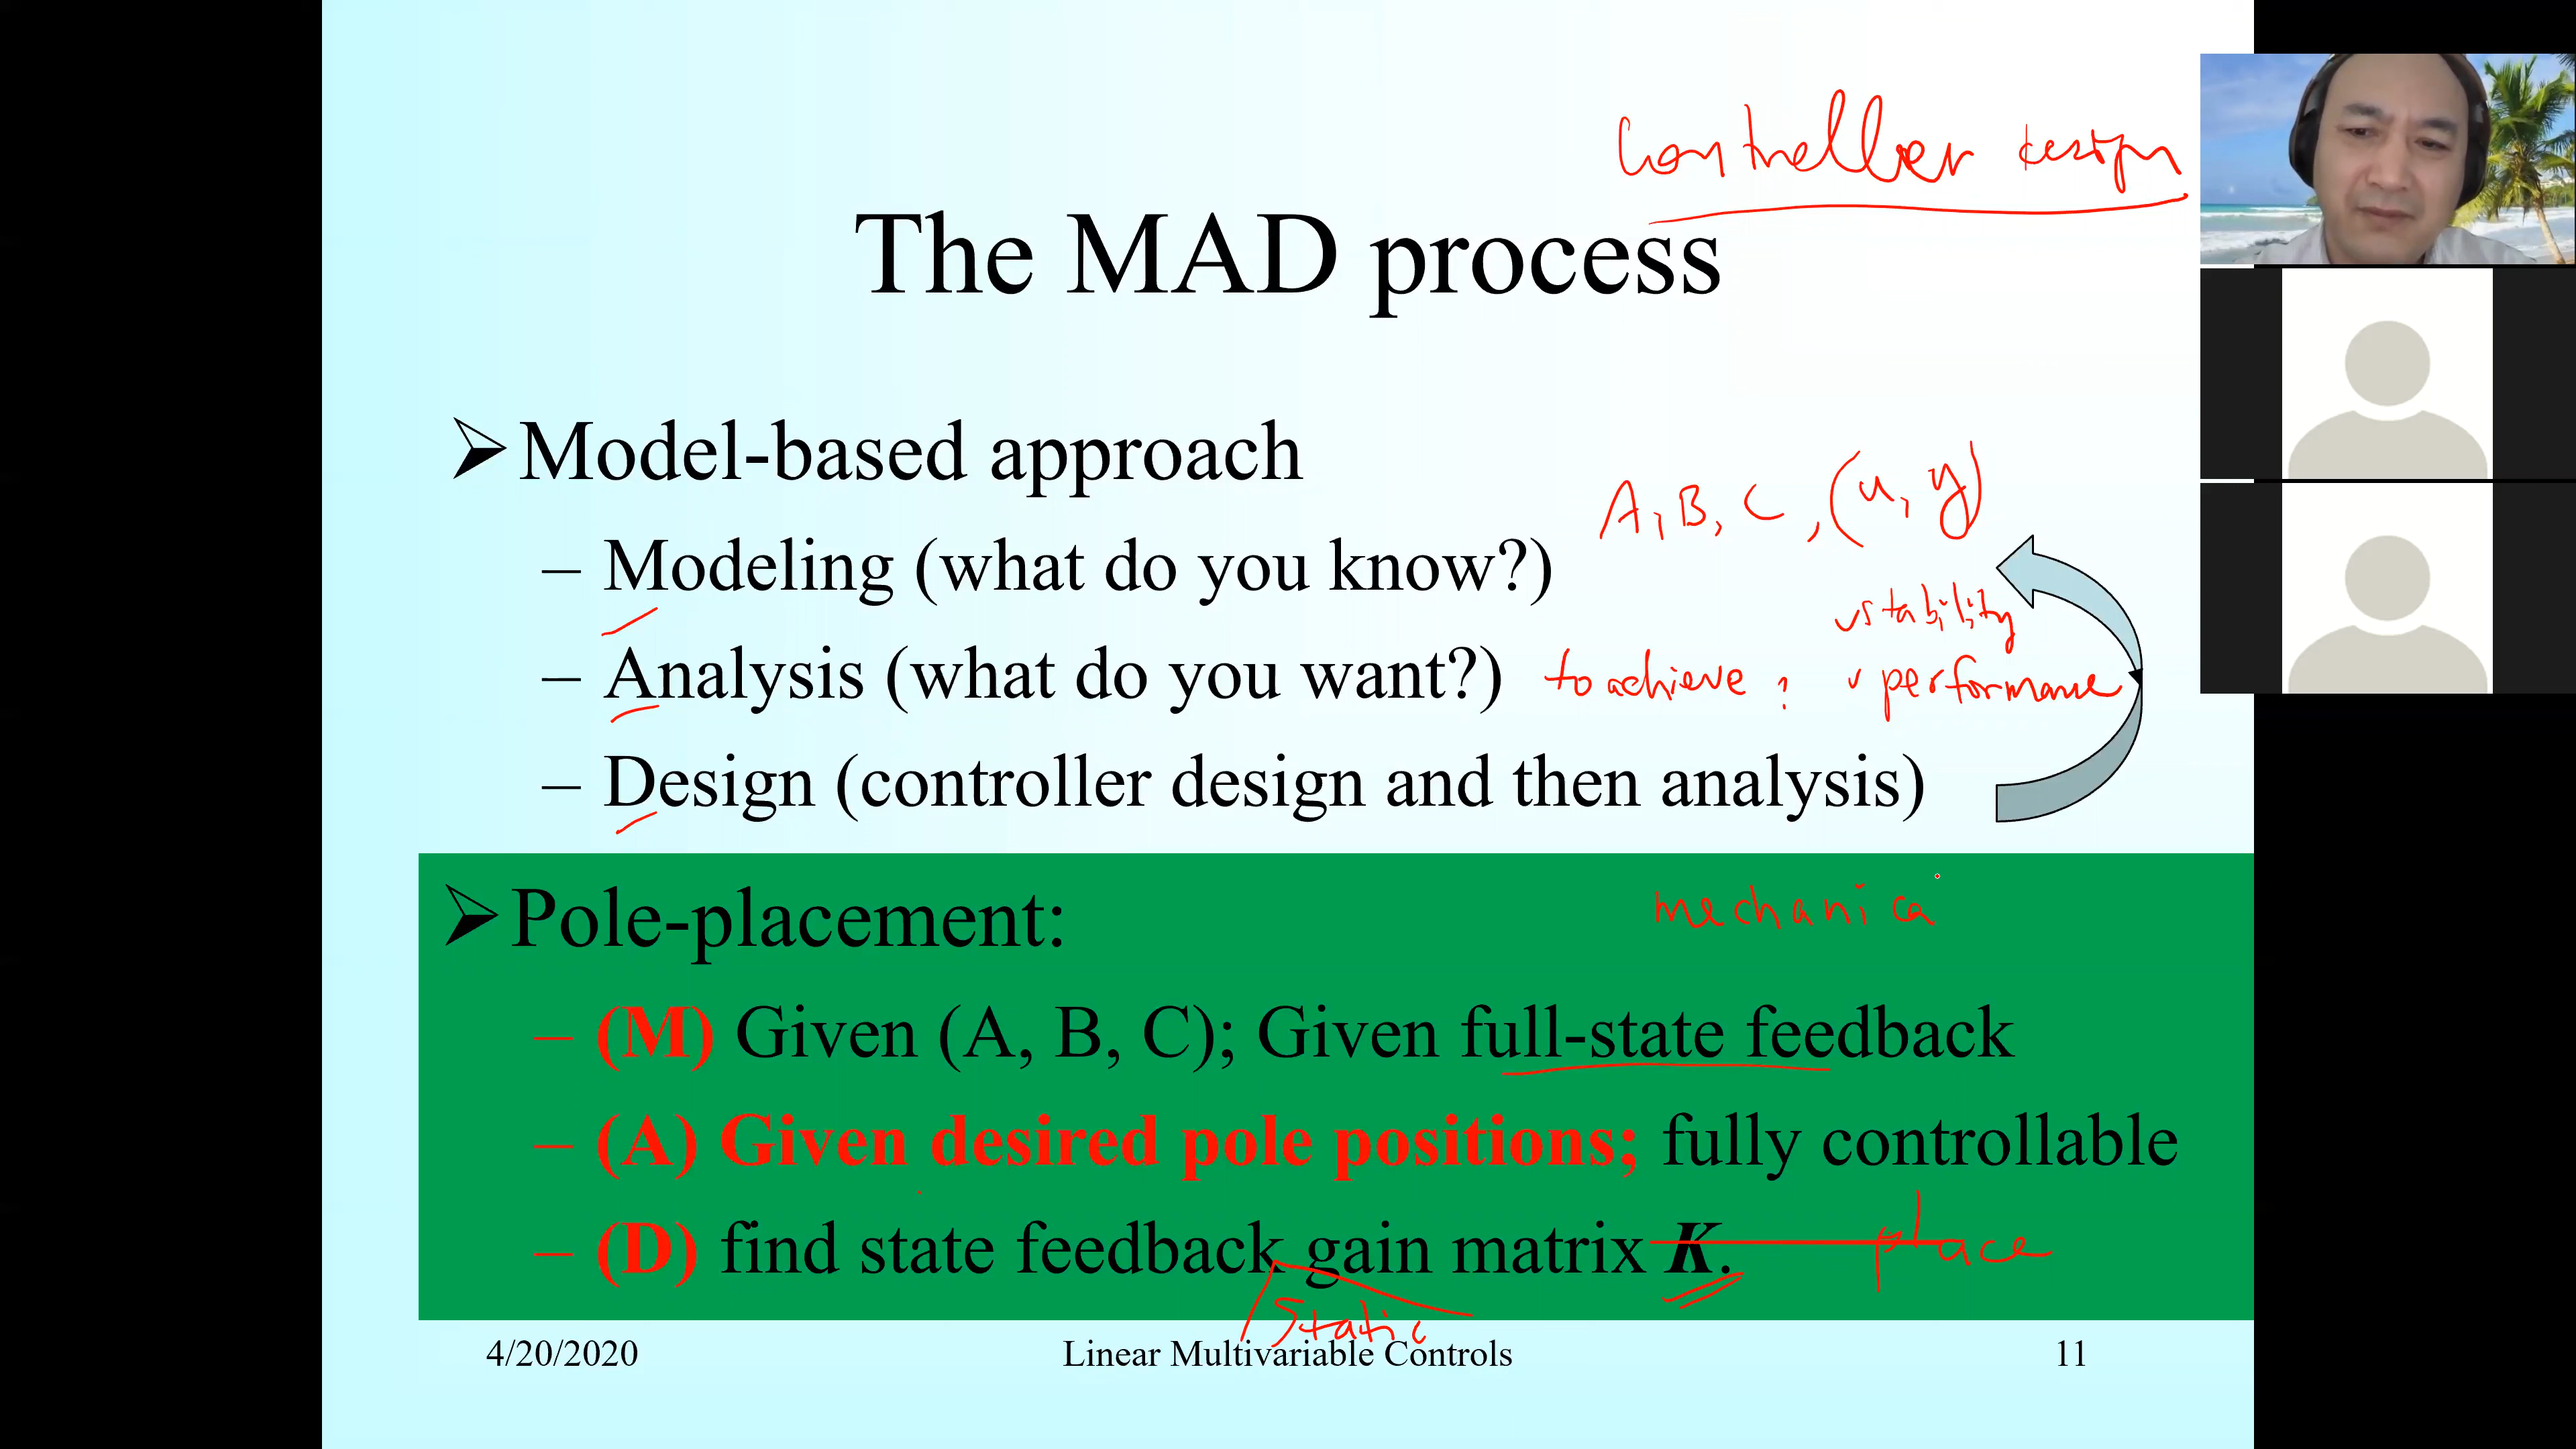 Controller design
The MAD process
➢Model-based approach
A, B, C, (u, y)
– Modeling (what do you know?)
stability
– Analysis (what do you want?) to achieve ? performance
– Design (controller design and then analysis)
➢Pole-placement:
mechanica
– (M) Given (A, B, C); Given full-state feedback
– (A) Given desired pole positions; fully controllable
– (D) find state feedback gain matrix K. place
static
4/20/2020 Linear Multivariable Controls 11